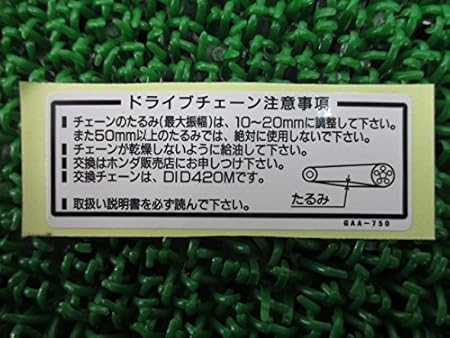 ドライブチェーン注意事項
チェーンのたるみ(最大振幅)は、10〜20mmに調整して下さい。
また50mm以上のたるみでは、絶対に使用しないで下さい。
チェーンが乾燥しないように給油して下さい。
交換はホンダ販売店にお申しつけ下さい。
交換チェーンは、DID420Mです。
たるみ
取扱い説明書を必ず読んで下さい。
GAA-750